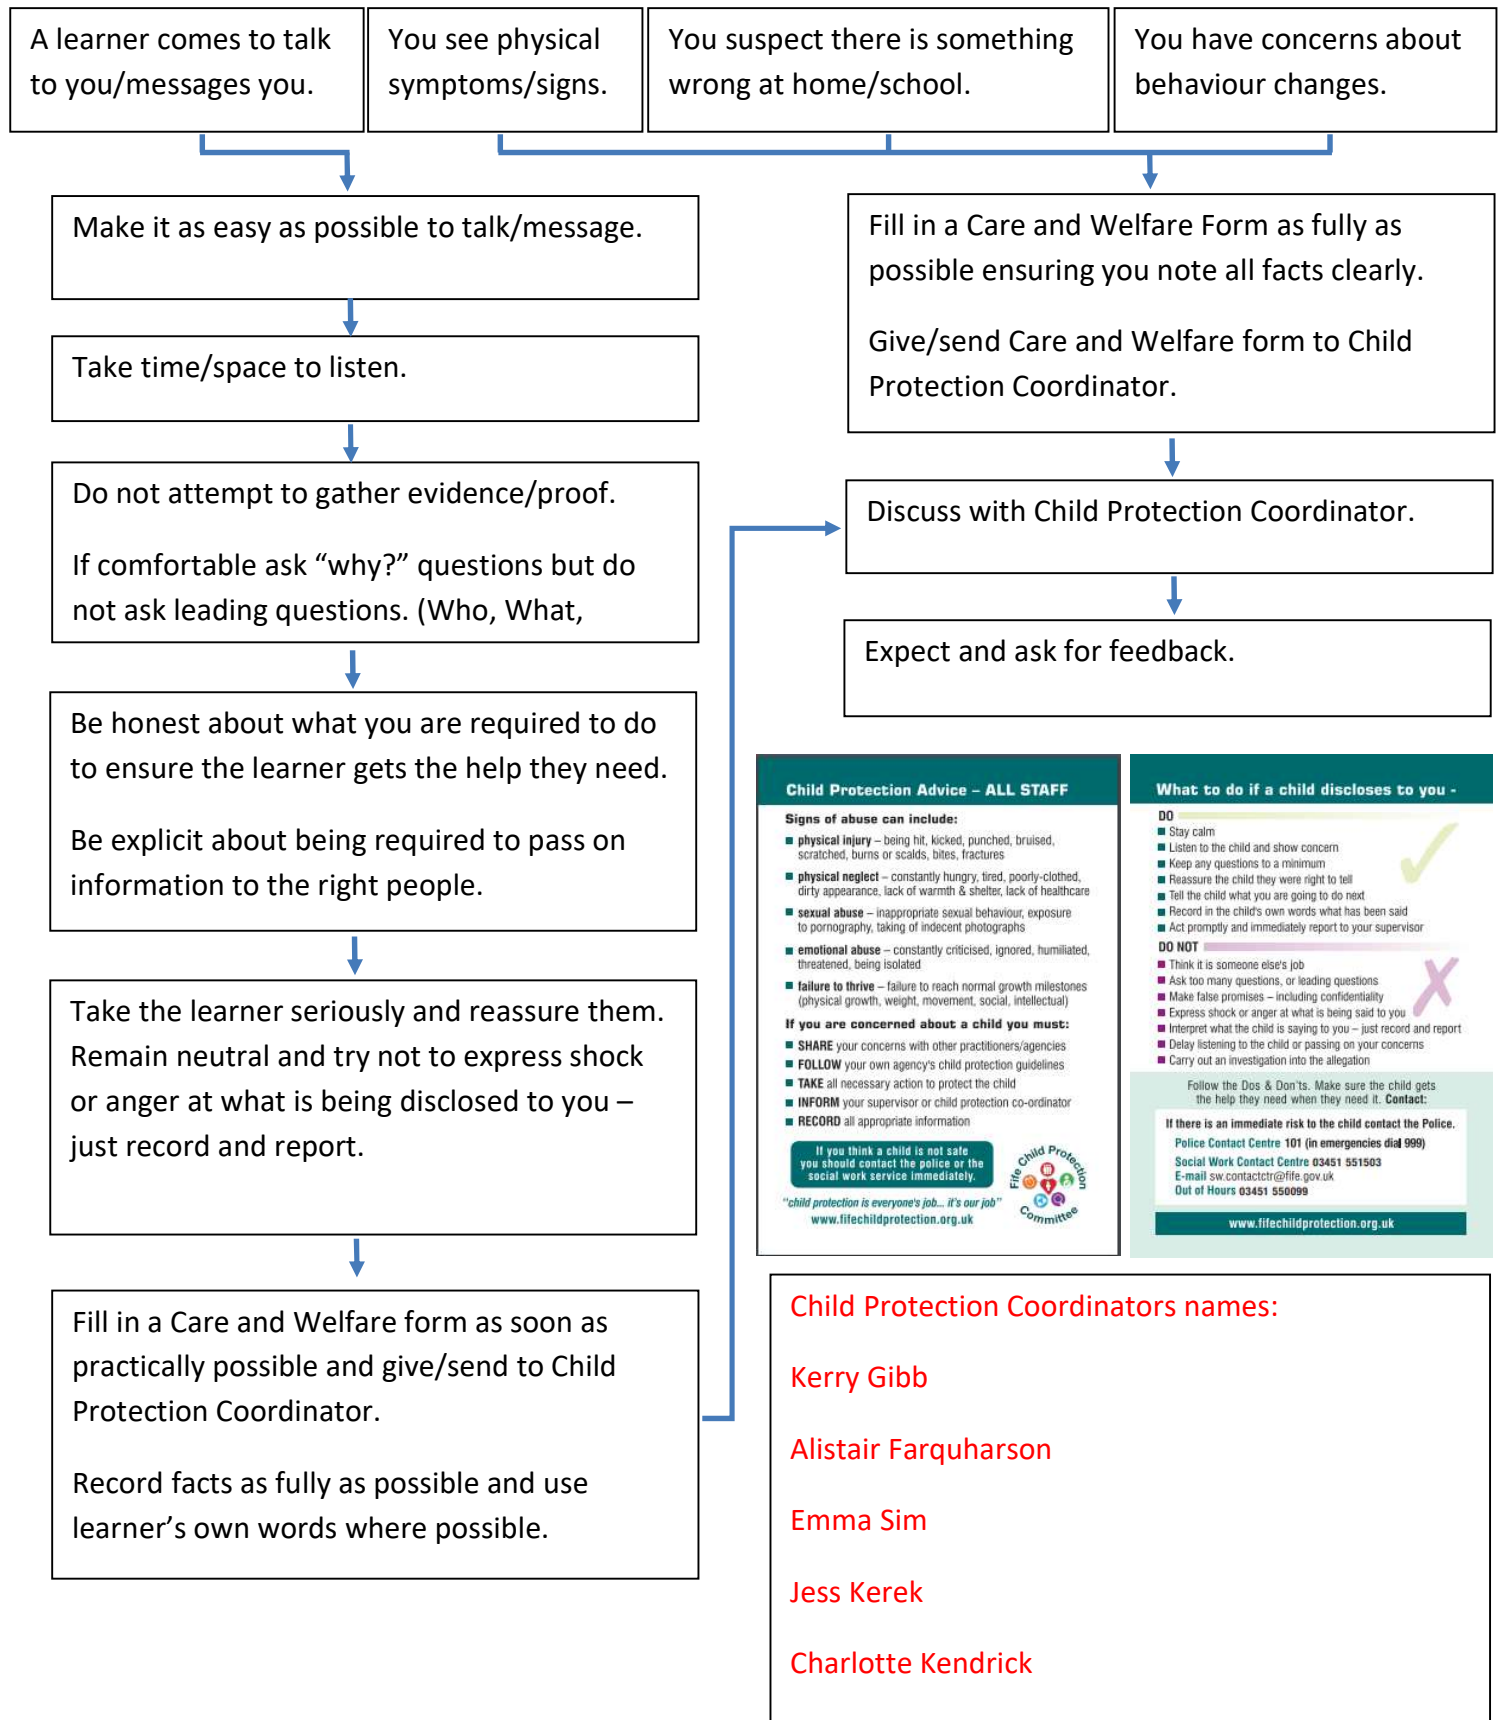 A learner comes to talk
to you/messages you.
You see physical
symptoms/signs.
You suspect there is something
wrong at home/school.
You have concerns about
behaviour changes.
Make it as easy as possible to talk/message.
Take time/space to listen.
Do not attempt to gather evidence/proof.
If comfortable ask “why?” questions but do
not ask leading questions. (Who, What,
Be honest about what you are required to do
to ensure the learner gets the help they need.
Be explicit about being required to pass on
information to the right people.
Take the learner seriously and reassure them.
Remain neutral and try not to express shock
or anger at what is being disclosed to you –
just record and report.
Fill in a Care and Welfare form as soon as
practically possible and give/send to Child
Protection Coordinator.
Record facts as fully as possible and use
learner’s own words where possible.
Fill in a Care and Welfare Form as fully as
possible ensuring you note all facts clearly.
Give/send Care and Welfare form to Child
Protection Coordinator.
Discuss with Child Protection Coordinator.
Expect and ask for feedback.
Child Protection Advice – ALL STAFF
Signs of abuse can include:
physical injury – being hit, kicked, punched, bruised,
scratched, burns or scalds, bites, fractures
physical neglect – constantly hungry, tired, poorly-clothed,
dirty appearance, lack of warmth & shelter, lack of healthcare
sexual abuse – inappropriate sexual behaviour, exposure
to pornography, taking of indecent photographs
emotional abuse – constantly criticised, ignored, humiliated,
threatened, being isolated
failure to thrive – failure to reach normal growth milestones
(physical growth, weight, movement, social, intellectual)
If you are concerned about a child you must:
SHARE your concerns with other practitioners/agencies
FOLLOW your own agency's child protection guidelines
TAKE all necessary action to protect the child
INFORM your supervisor or child protection co-ordinator
RECORD all appropriate information
If you think a child is not safe
you should contact the police or the
social work service immediately.
"child protection is everyone's job... it's our job"
www.fifechildprotection.org.uk
Fife Child Protection
Committee
What to do if a child discloses to you -
DO
Stay calm
Listen to the child and show concern
Keep any questions to a minimum
Reassure the child they were right to tell
Tell the child what you are going to do next
Record in the child's own words what has been said
Act promptly and immediately report to your supervisor
DO NOT
Think it is someone else's job
Ask too many questions, or leading questions
Make false promises – including confidentiality
Express shock or anger at what is being said to you
Interpret what the child is saying to you – just record and report
Delay listening to the child or passing on your concerns
Carry out an investigation into the allegation
Follow the Dos & Don'ts. Make sure the child gets
the help they need when they need it. Contact:
If there is an immediate risk to the child contact the Police.
Police Contact Centre 101 (in emergencies dial 999)
Social Work Contact Centre 03451 551503
E-mail sw.contactctr@fife.gov.uk
Out of Hours 03451 550099
www.fifechildprotection.org.uk
Child Protection Coordinators names:
Kerry Gibb
Alistair Farquharson
Emma Sim
Jess Kerek
Charlotte Kendrick